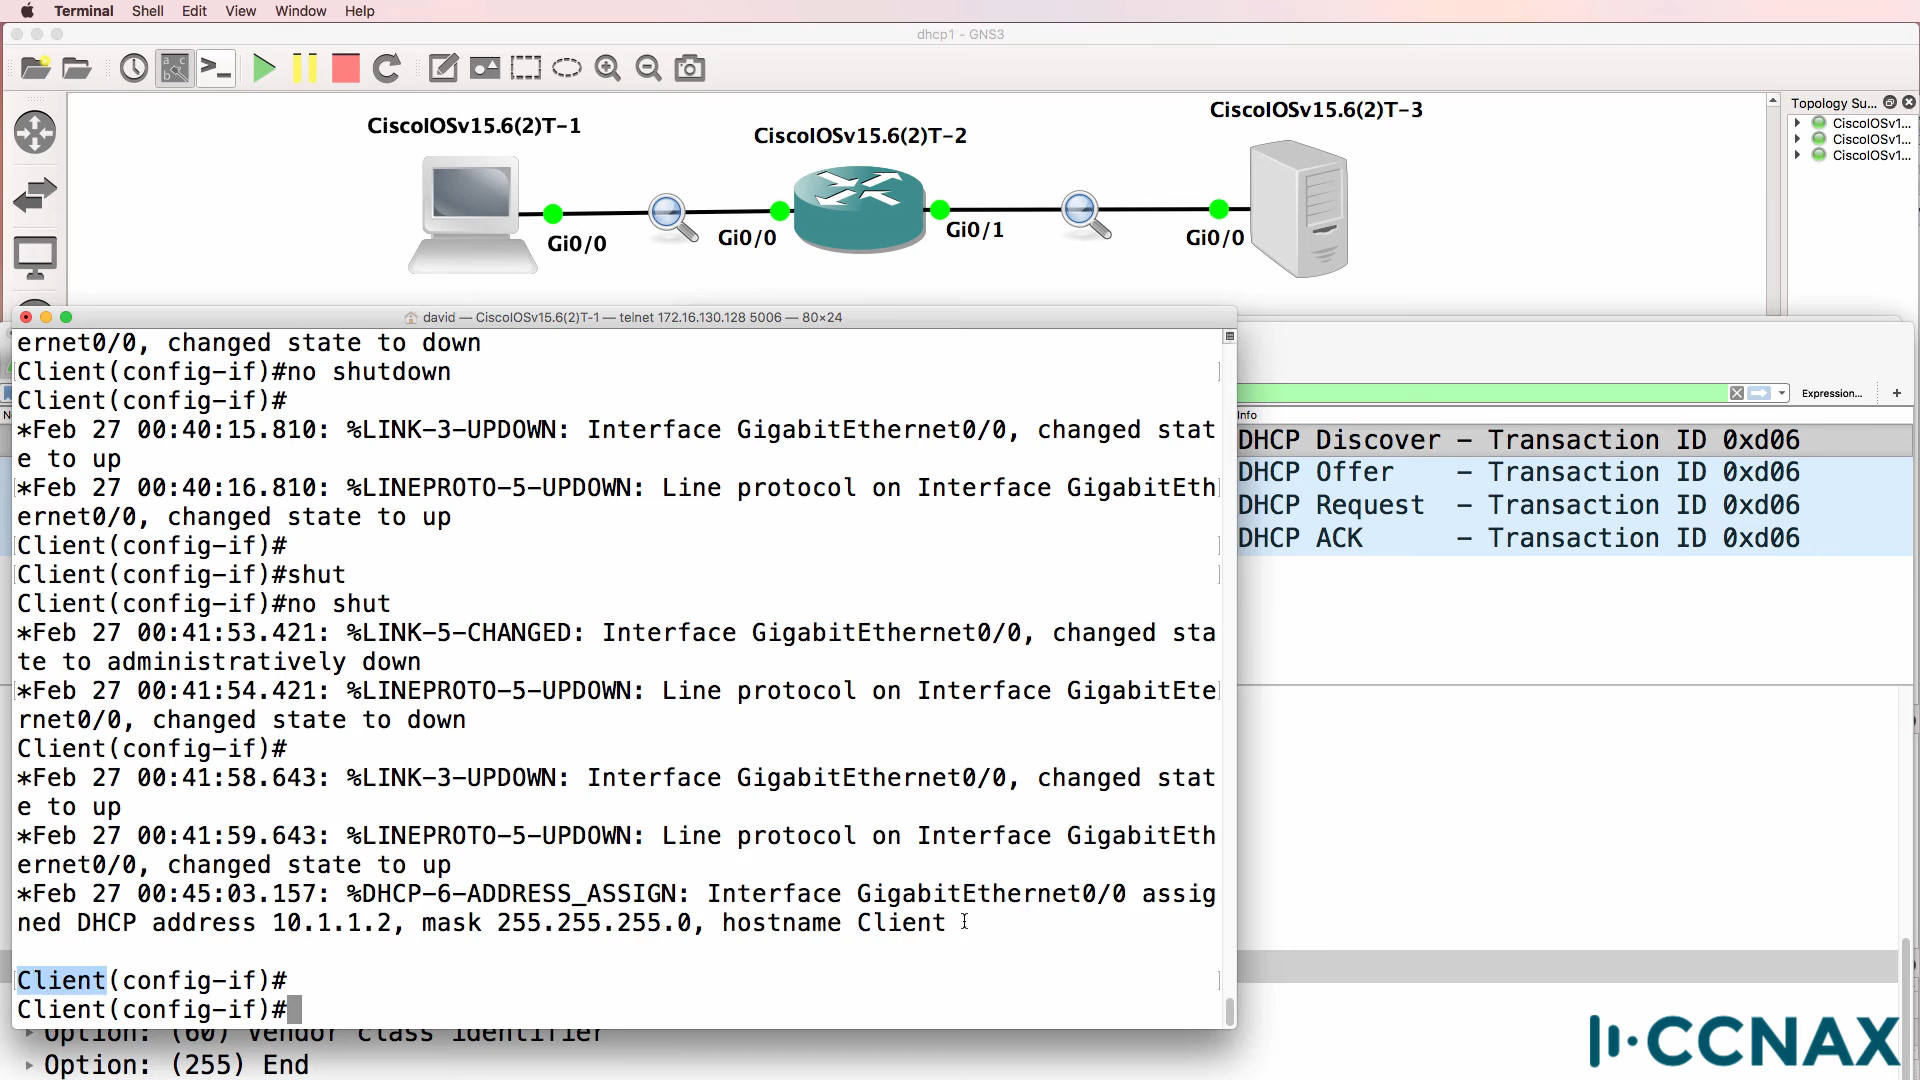 Terminal Shell Edit View Window Help
dhcp1 - GNS3
CiscoIOSv15.6(2)T-1
CiscoIOSv15.6(2)T-2
CiscoIOSv15.6(2)T-3
Gi0/0
Gi0/0
Gi0/1
Gi0/0
Topology Su...
CiscoIOSv1...
CiscoIOSv1...
CiscoIOSv1...
david — CiscoIOSv15.6(2)T-1 — telnet 172.16.130.128 5006 — 80×24
ernet0/0, changed state to down
Client(config-if)#no shutdown
Client(config-if)#
*Feb 27 00:40:15.810: %LINK-3-UPDOWN: Interface GigabitEthernet0/0, changed stat
e to up
*Feb 27 00:40:16.810: %LINEPROTO-5-UPDOWN: Line protocol on Interface GigabitEth
ernet0/0, changed state to up
Client(config-if)#
Client(config-if)#shut
Client(config-if)#no shut
*Feb 27 00:41:53.421: %LINK-5-CHANGED: Interface GigabitEthernet0/0, changed sta
te to administratively down
*Feb 27 00:41:54.421: %LINEPROTO-5-UPDOWN: Line protocol on Interface GigabitEte
rnet0/0, changed state to down
Client(config-if)#
*Feb 27 00:41:58.643: %LINK-3-UPDOWN: Interface GigabitEthernet0/0, changed stat
e to up
*Feb 27 00:41:59.643: %LINEPROTO-5-UPDOWN: Line protocol on Interface GigabitEth
ernet0/0, changed state to up
*Feb 27 00:45:03.157: %DHCP-6-ADDRESS_ASSIGN: Interface GigabitEthernet0/0 assig
ned DHCP address 10.1.1.2, mask 255.255.255.0, hostname Client
Client(config-if)#
Client(config-if)#
Expression... +
Info
DHCP Discover - Transaction ID 0xd06
DHCP Offer - Transaction ID 0xd06
DHCP Request - Transaction ID 0xd06
DHCP ACK - Transaction ID 0xd06
Option: (60) Vendor class identifier
Option: (255) End
CCNAX